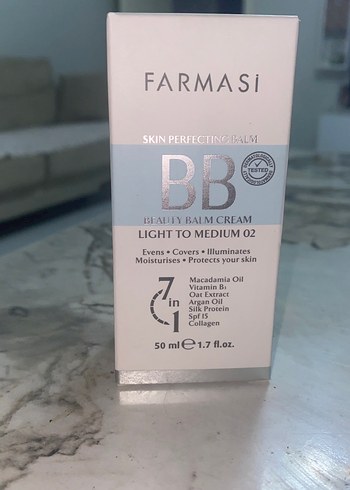 FARMASi
SKIN PERFECTING BALM
BB
DERMATOLOGICALLY
TESTED
BEAUTY BALM CREAM
LIGHT TO MEDIUM 02
Evens • Covers • Illuminates
Moisturises • Protects your skin
7 in 1
Macadamia Oil
Vitamin B₅
Oat Extract
Argan Oil
Silk Protein
Spf 15
Collagen
50 ml ℮ 1.7 fl.oz.